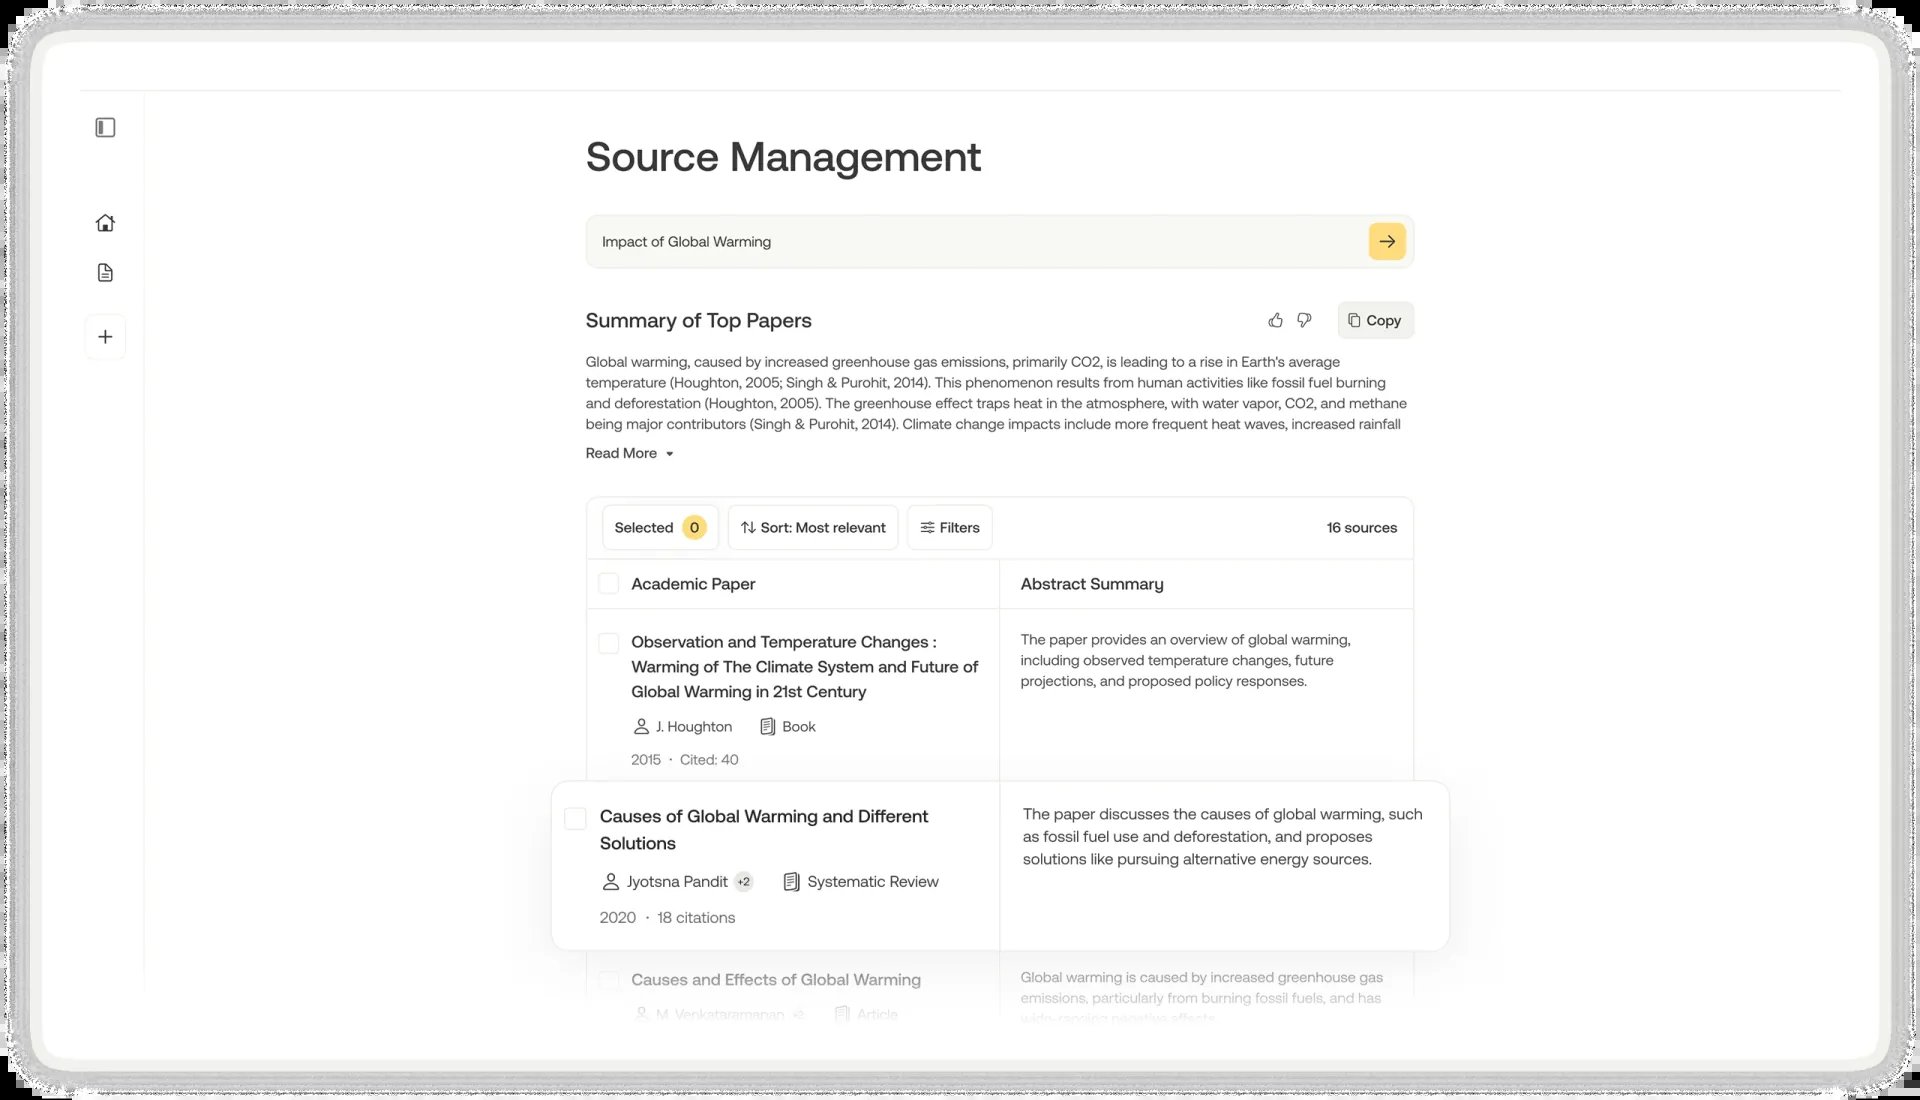 Source Management
Impact of Global Warming
Summary of Top Papers
Copy
Global warming, caused by increased greenhouse gas emissions, primarily CO2, is leading to a rise in Earth's average
temperature (Houghton, 2005; Singh & Purohit, 2014). This phenomenon results from human activities like fossil fuel burning
and deforestation (Houghton, 2005). The greenhouse effect traps heat in the atmosphere, with water vapor, CO2, and methane
being major contributors (Singh & Purohit, 2014). Climate change impacts include more frequent heat waves, increased rainfall
Read More
Selected 0
Sort: Most relevant
Filters
16 sources
Academic Paper
Abstract Summary
Observation and Temperature Changes :
Warming of The Climate System and Future of
Global Warming in 21st Century
J. Houghton
Book
2015 · Cited: 40
The paper provides an overview of global warming,
including observed temperature changes, future
projections, and proposed policy responses.
Causes of Global Warming and Different
Solutions
Jyotsna Pandit +2
Systematic Review
2020 · 18 citations
The paper discusses the causes of global warming, such
as fossil fuel use and deforestation, and proposes
solutions like pursuing alternative energy sources.
Causes and Effects of Global Warming
M. Venkataramanan
Article
Global warming is caused by increased greenhouse gas
emissions, particularly from burning fossil fuels, and has
wide-ranging negative effects.